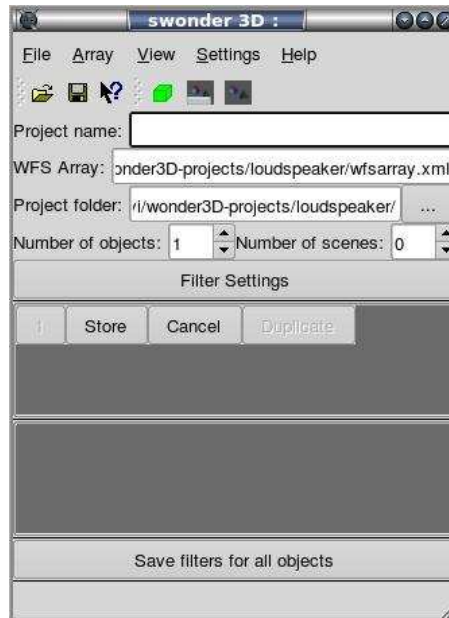 swonder 3D :
File Array View Settings Help
Project name:
WFS Array: onder3D-projects/loudspeaker/wfsarray.xml
Project folder: /i/wonder3D-projects/loudspeaker/ ...
Number of objects: 1 Number of scenes: 0
Filter Settings
1 Store Cancel Duplicate
Save filters for all objects